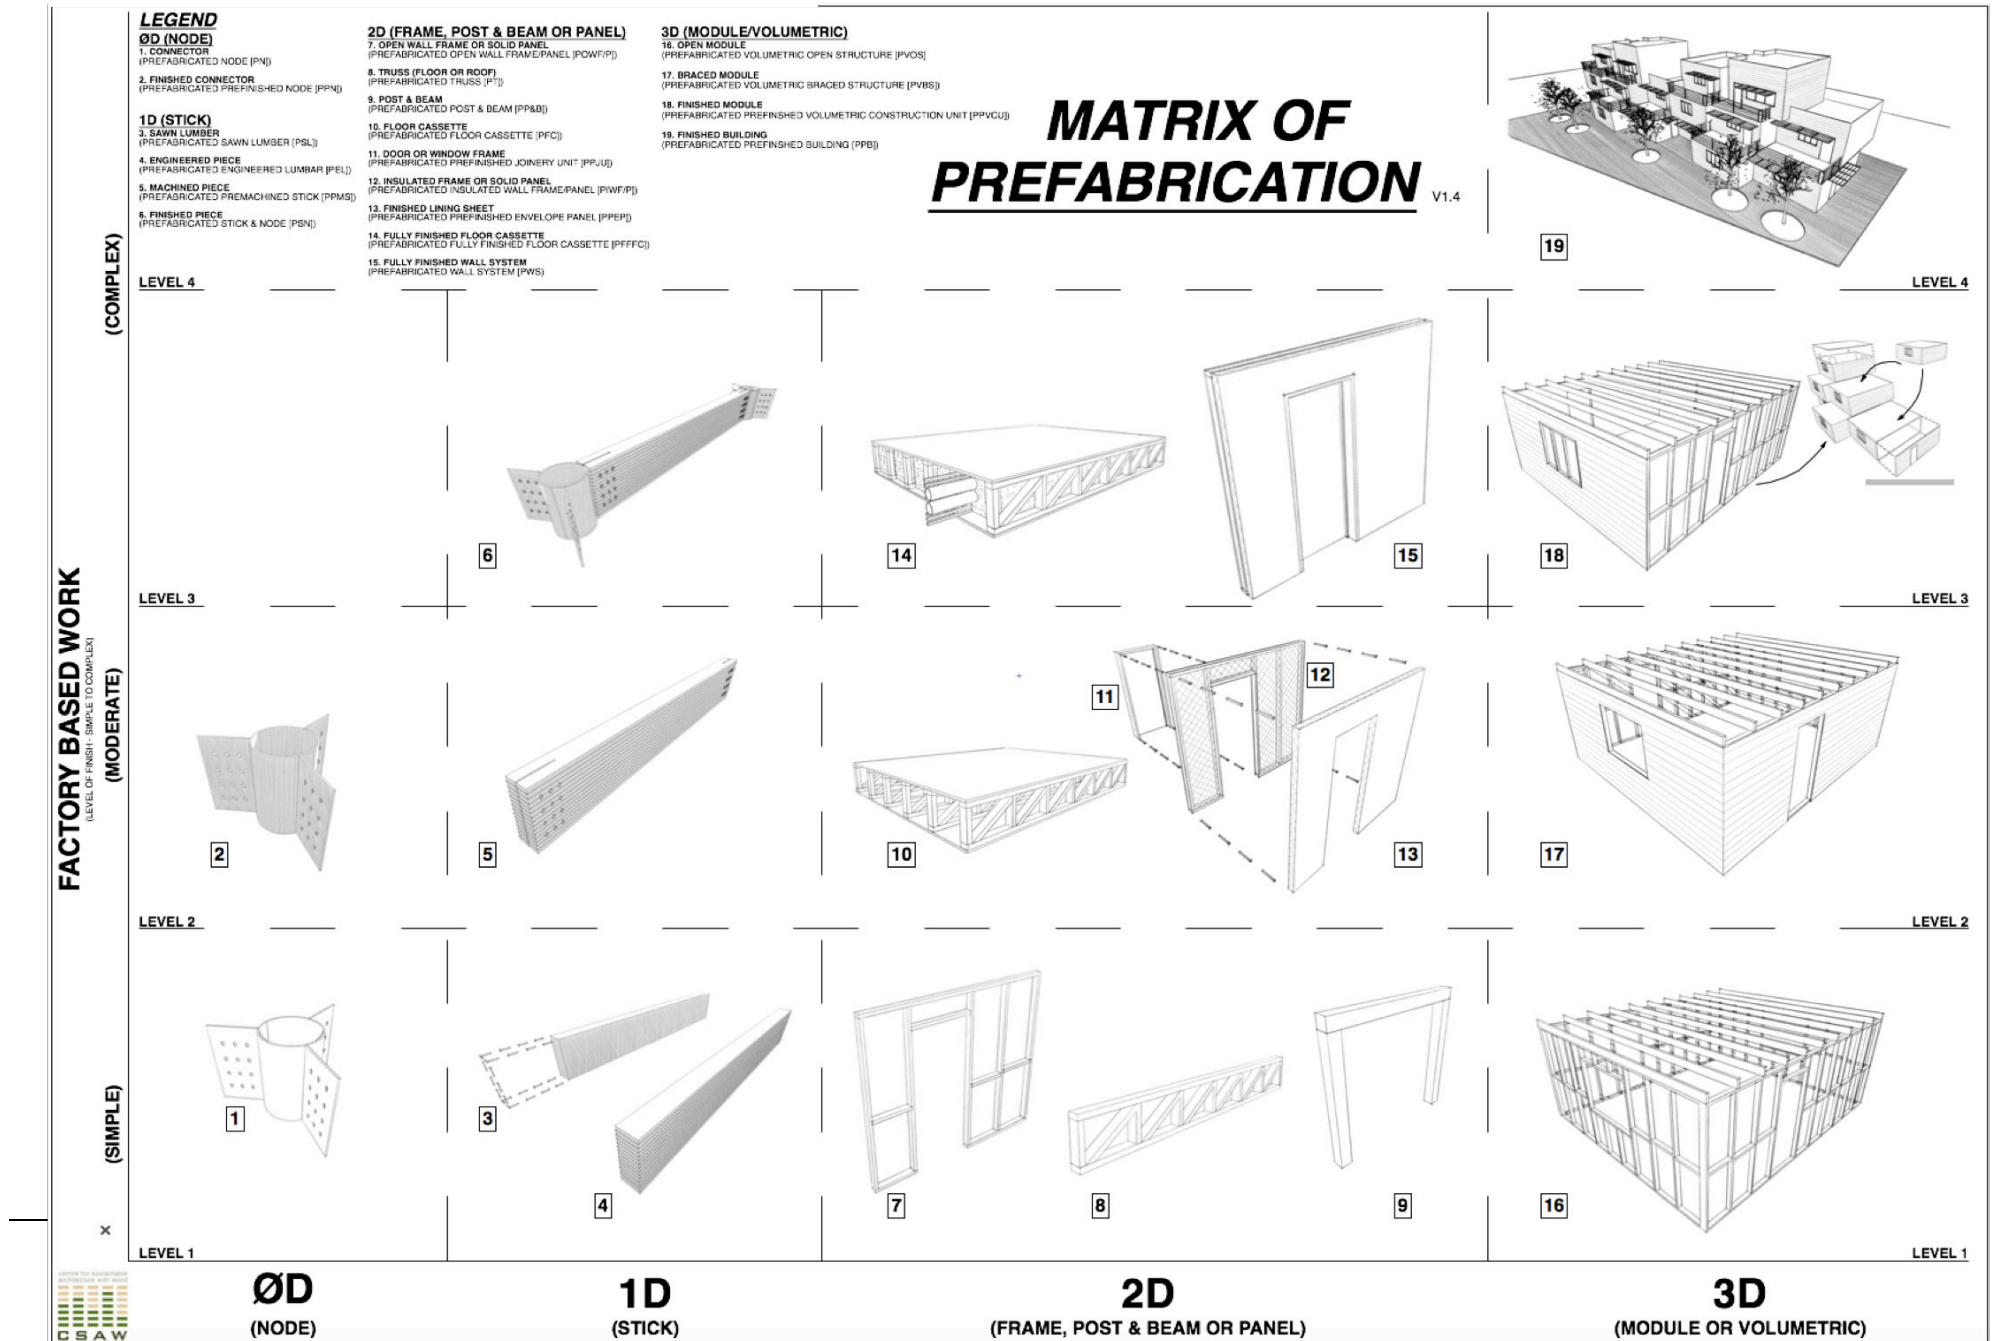 LEGEND
ØD (NODE)
1. CONNECTOR
(PREFABRICATED NODE [PN])
2. FINISHED CONNECTOR
(PREFABRICATED PREFINISHED NODE [PPN])
1D (STICK)
3. SAWN LUMBER
(PREFABRICATED SAWN LUMBER [PSL])
4. ENGINEERED PIECE
(PREFABRICATED ENGINEERED LUMBAR [PEL])
5. MACHINED PIECE
(PREFABRICATED PREMACHINED STICK [PPMS])
6. FINISHED PIECE
(PREFABRICATED STICK & NODE [PSN])
2D (FRAME, POST & BEAM OR PANEL)
7. OPEN WALL FRAME OR SOLID PANEL
(PREFABRICATED OPEN WALL FRAME/PANEL [POWF/P])
8. TRUSS (FLOOR OR ROOF)
(PREFABRICATED TRUSS [PT])
9. POST & BEAM
(PREFABRICATED POST & BEAM [PP&B])
10. FLOOR CASSETTE
(PREFABRICATED FLOOR CASSETTE [PFC])
11. DOOR OR WINDOW FRAME
(PREFABRICATED PREFINISHED JOINERY UNIT [PPJU])
12. INSULATED FRAME OR SOLID PANEL
(PREFABRICATED INSULATED WALL FRAME/PANEL [PIWF/P])
13. FINISHED LINING SHEET
(PREFABRICATED PREFINISHED ENVELOPE PANEL [PPEP])
14. FULLY FINISHED FLOOR CASSETTE
(PREFABRICATED FULLY FINISHED FLOOR CASSETTE [PFFFC])
15. FULLY FINISHED WALL SYSTEM
(PREFABRICATED WALL SYSTEM [PWS)
3D (MODULE/VOLUMETRIC)
16. OPEN MODULE
(PREFABRICATED VOLUMETRIC OPEN STRUCTURE [PVOS]
17. BRACED MODULE
(PREFABRICATED VOLUMETRIC BRACED STRUCTURE [PVBS])
18. FINISHED MODULE
(PREFABRICATED PREFINSHED VOLUMETRIC CONSTRUCTION UNIT [PPVCU])
19. FINISHED BUILDING
(PREFABRICATED PREFINSHED BUILDING [PPB])
MATRIX OF
PREFABRICATION V1.4
19
LEVEL 4
LEVEL 4
6
14
15
18
LEVEL 3
LEVEL 3
11
12
2
5
10
13
17
LEVEL 2
LEVEL 2
1
3
4
7
8
9
16
LEVEL 1
LEVEL 1
FACTORY BASED WORK
(LEVEL OF FINISH - SIMPLE TO COMPLEX)
(COMPLEX)
(MODERATE)
(SIMPLE)
x
centre for sustainable
architecture with wood
CSAW
ØD
(NODE)
1D
(STICK)
2D
(FRAME, POST & BEAM OR PANEL)
3D
(MODULE OR VOLUMETRIC)